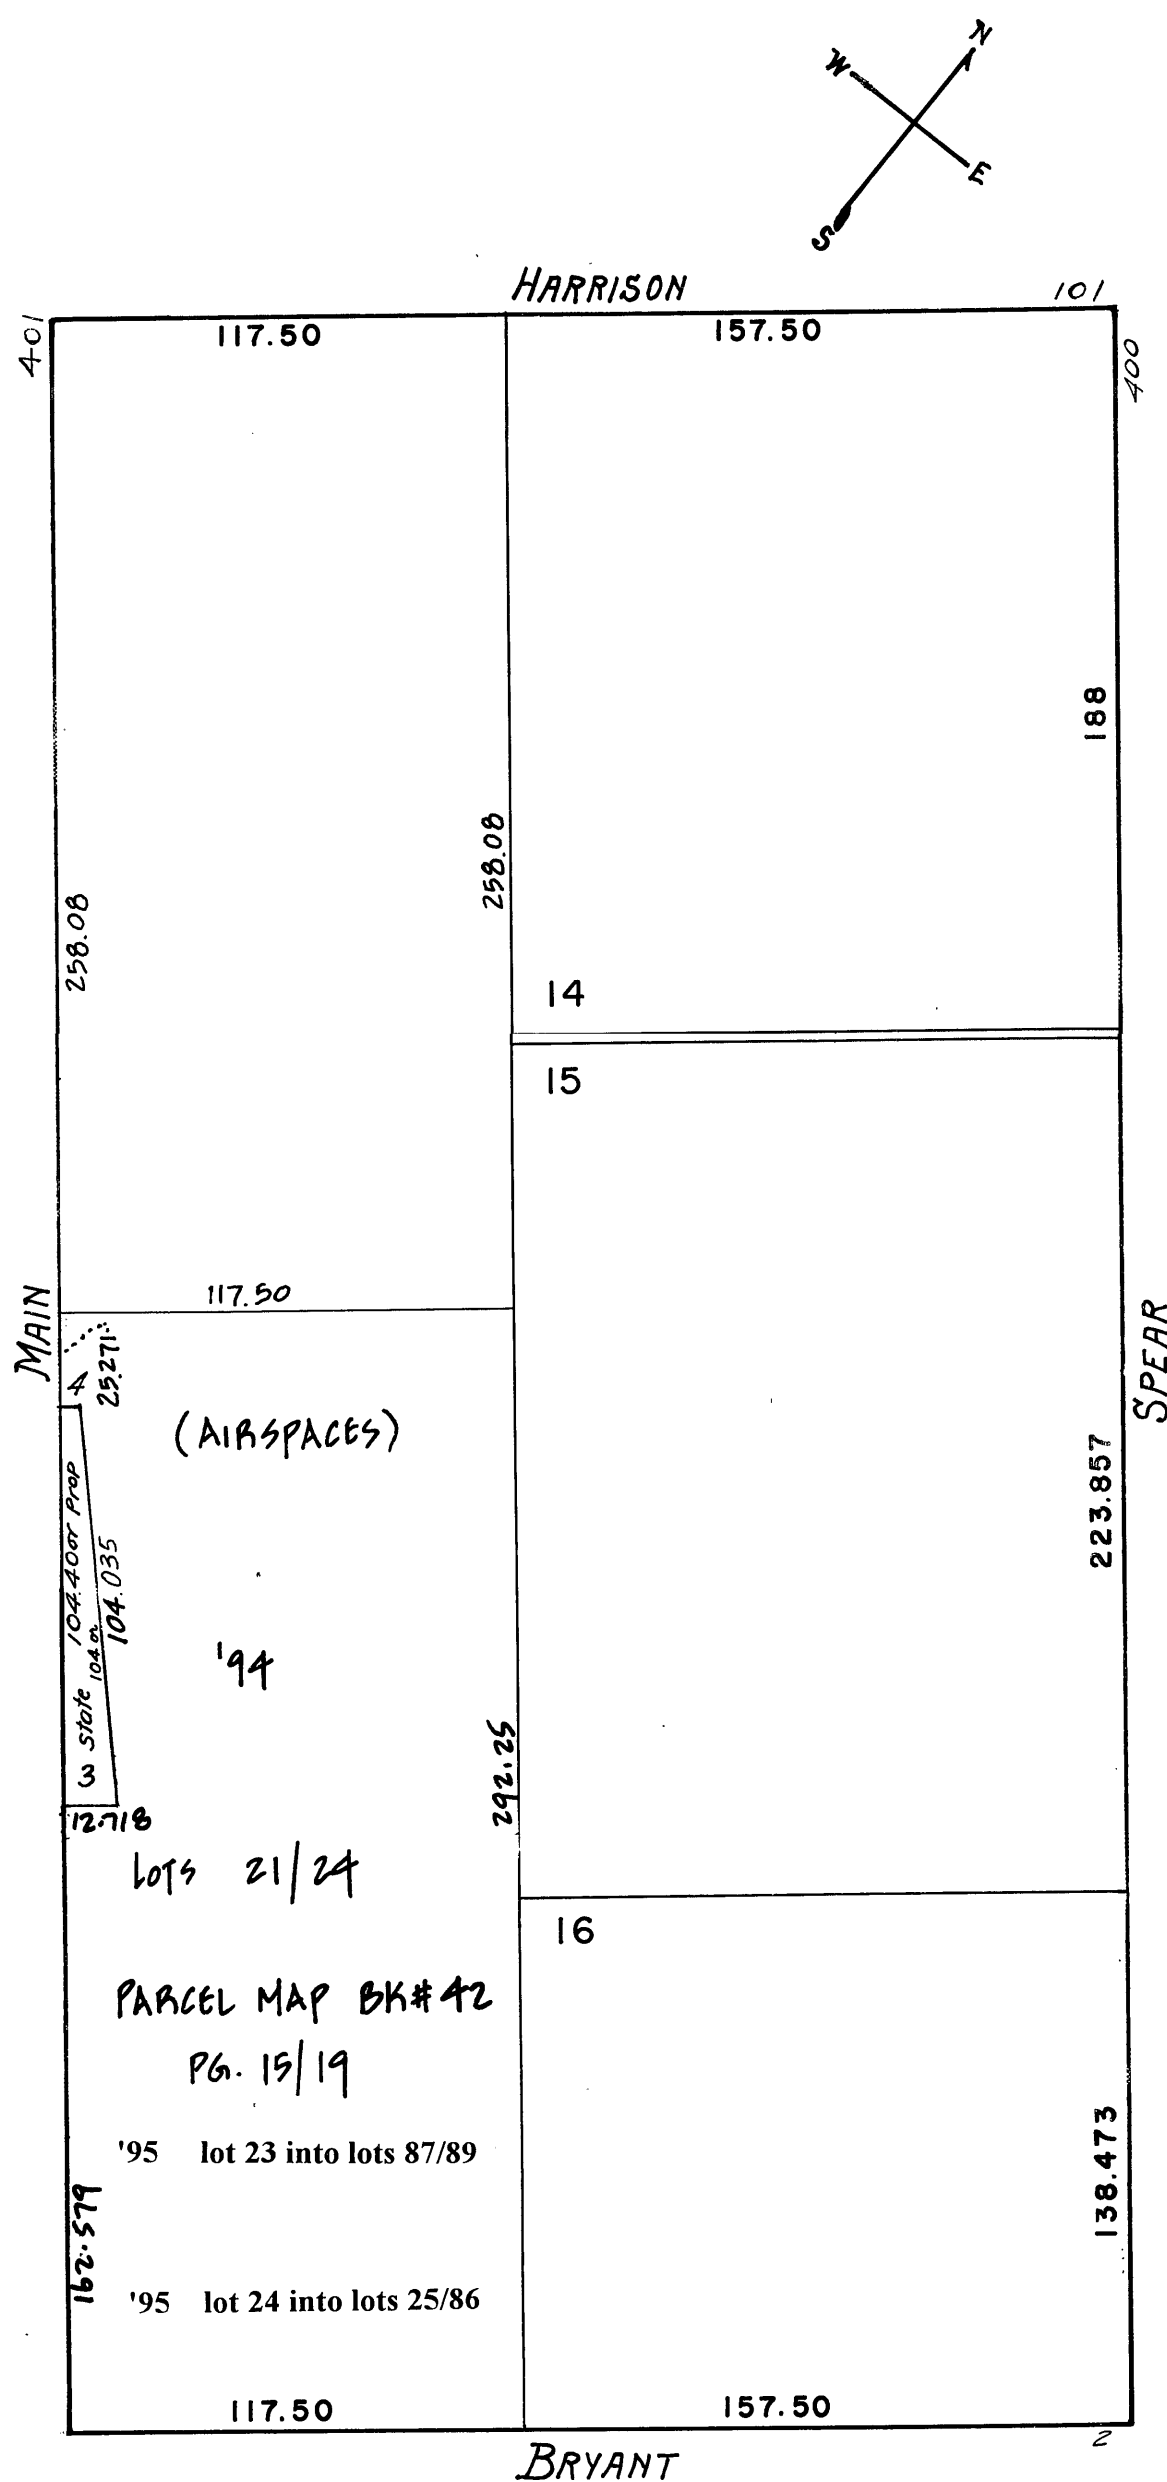 N
W
E
S
HARRISON
101
401
117.50
157.50
400
188
258.08
258.08
14
15
MAIN
117.50
SPEAR
25.271
4
(AIRSPACES)
104.40 or Prop
104.035
104 or
223.857
'94
3 State
292.25
12.718
LOTS 21/24
16
PARCEL MAP BK#42
PG. 15/19
'95 lot 23 into lots 87/89
138.473
162.579
'95 lot 24 into lots 25/86
117.50
157.50
2
BRYANT